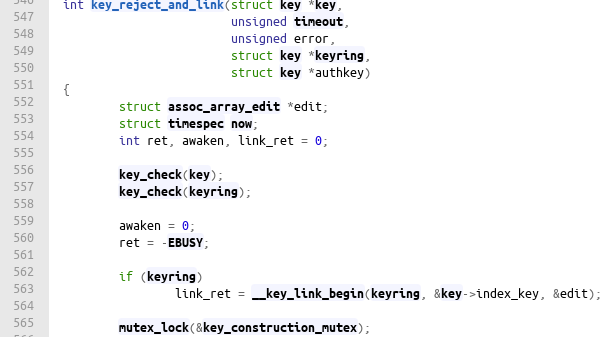 546 int key_reject_and_link(struct key *key,
547 unsigned timeout,
548 unsigned error,
549 struct key *keyring,
550 struct key *authkey)
551 {
552 struct assoc_array_edit *edit;
553 struct timespec now;
554 int ret, awaken, link_ret = 0;
555
556 key_check(key);
557 key_check(keyring);
558
559 awaken = 0;
560 ret = -EBUSY;
561
562 if (keyring)
563 link_ret = __key_link_begin(keyring, &key->index_key, &edit);
564
565 mutex_lock(&key_construction_mutex);